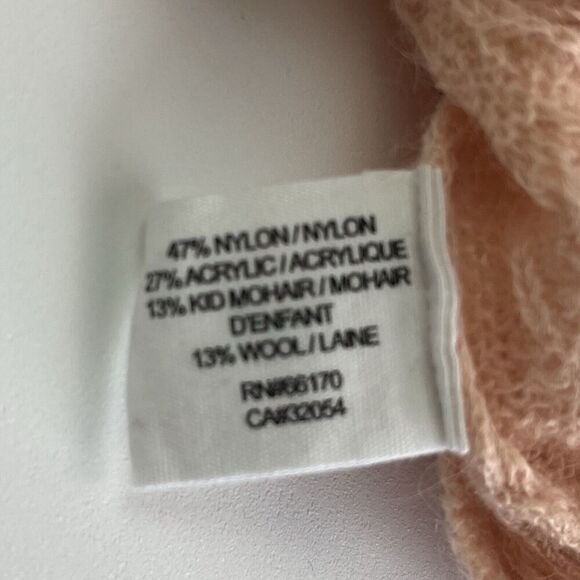 47% NYLON/NYLON
27% ACRYLIC/ACRYLIQUE
13% KID MOHAIR/MOHAIR
D'ENFANT
13% WOOL/LAINE
RN#66170
CA#32054